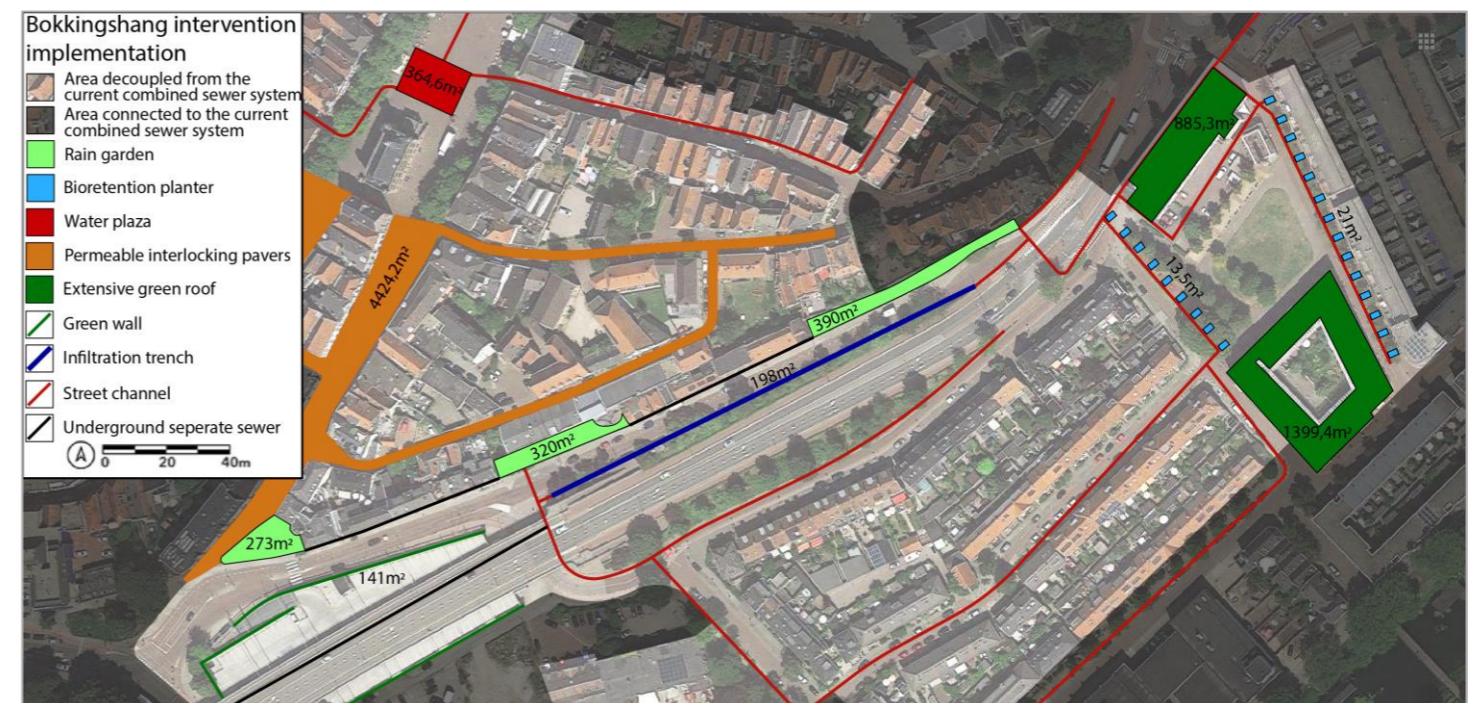 Bokkingshang intervention
implementation
Area decoupled from the
current combined sewer system
Area connected to the current
combined sewer system
Rain garden
Bioretention planter
Water plaza
Permeable interlocking pavers
Extensive green roof
Green wall
Infiltration trench
Street channel
Underground seperate sewer
A
0 20 40m
364,6m²
885,3m²
21m²
13,5m²
4424,2m²
390m²
198m²
320m²
1399,4m²
273m²
141m²